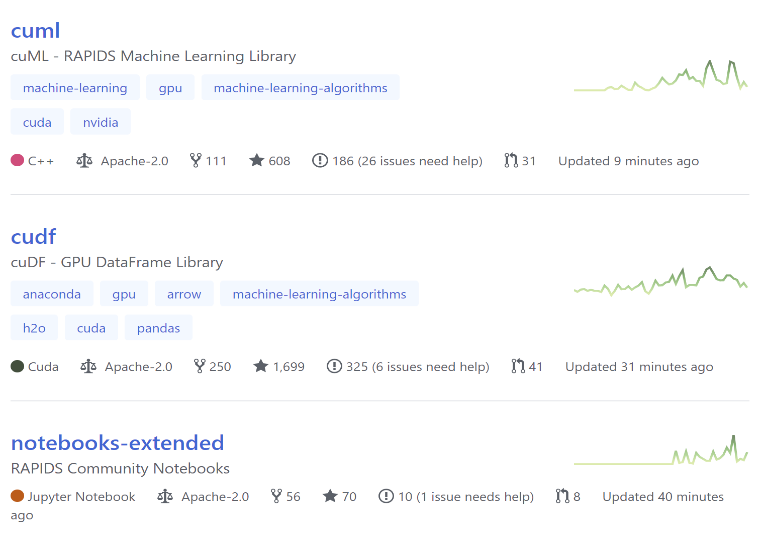 cuml
cuML - RAPIDS Machine Learning Library
machine-learning gpu machine-learning-algorithms
cuda nvidia
C++ Apache-2.0 111 608 186 (26 issues need help) 31 Updated 9 minutes ago
cudf
cuDF - GPU DataFrame Library
anaconda gpu arrow machine-learning-algorithms
h2o cuda pandas
Cuda Apache-2.0 250 1,699 325 (6 issues need help) 41 Updated 31 minutes ago
notebooks-extended
RAPIDS Community Notebooks
Jupyter Notebook Apache-2.0 56 70 10 (1 issue needs help) 8 Updated 40 minutes
ago